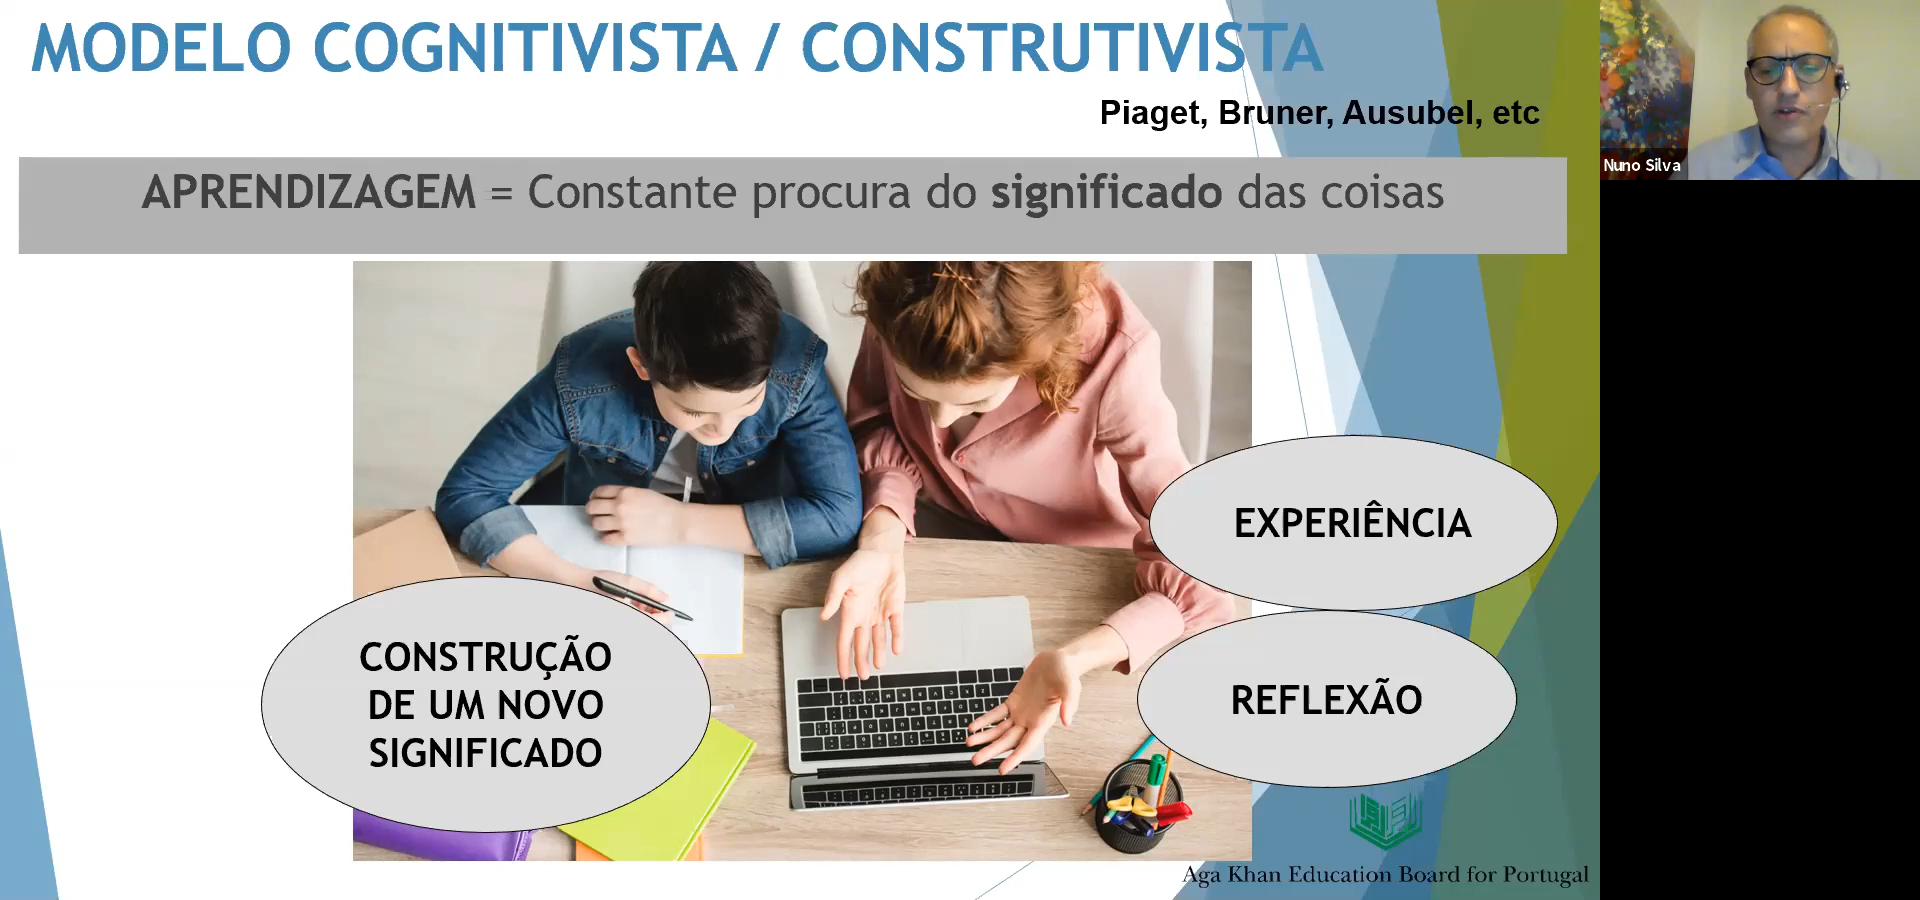 MODELO COGNITIVISTA / CONSTRUTIVISTA
Piaget, Bruner, Ausubel, etc
Nuno Silva
APRENDIZAGEM = Constante procura do significado das coisas
EXPERIÊNCIA
CONSTRUÇÃO
DE UM NOVO
SIGNIFICADO
REFLEXÃO
Aga Khan Education Board for Portugal